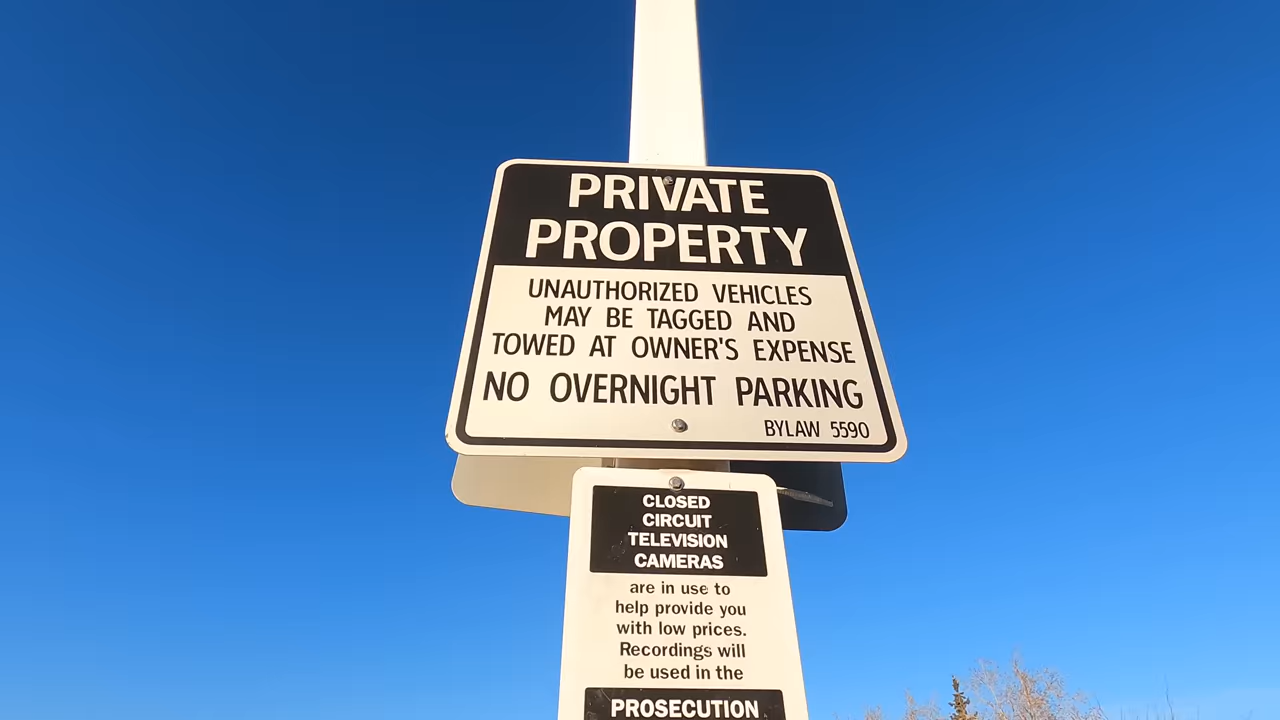 PRIVATE
PROPERTY
UNAUTHORIZED VEHICLES
MAY BE TAGGED AND
TOWED AT OWNER'S EXPENSE
NO OVERNIGHT PARKING
BYLAW 5590
CLOSED
CIRCUIT
TELEVISION
CAMERAS
are in use to
help provide you
with low prices.
Recordings will
be used in the
PROSECUTION